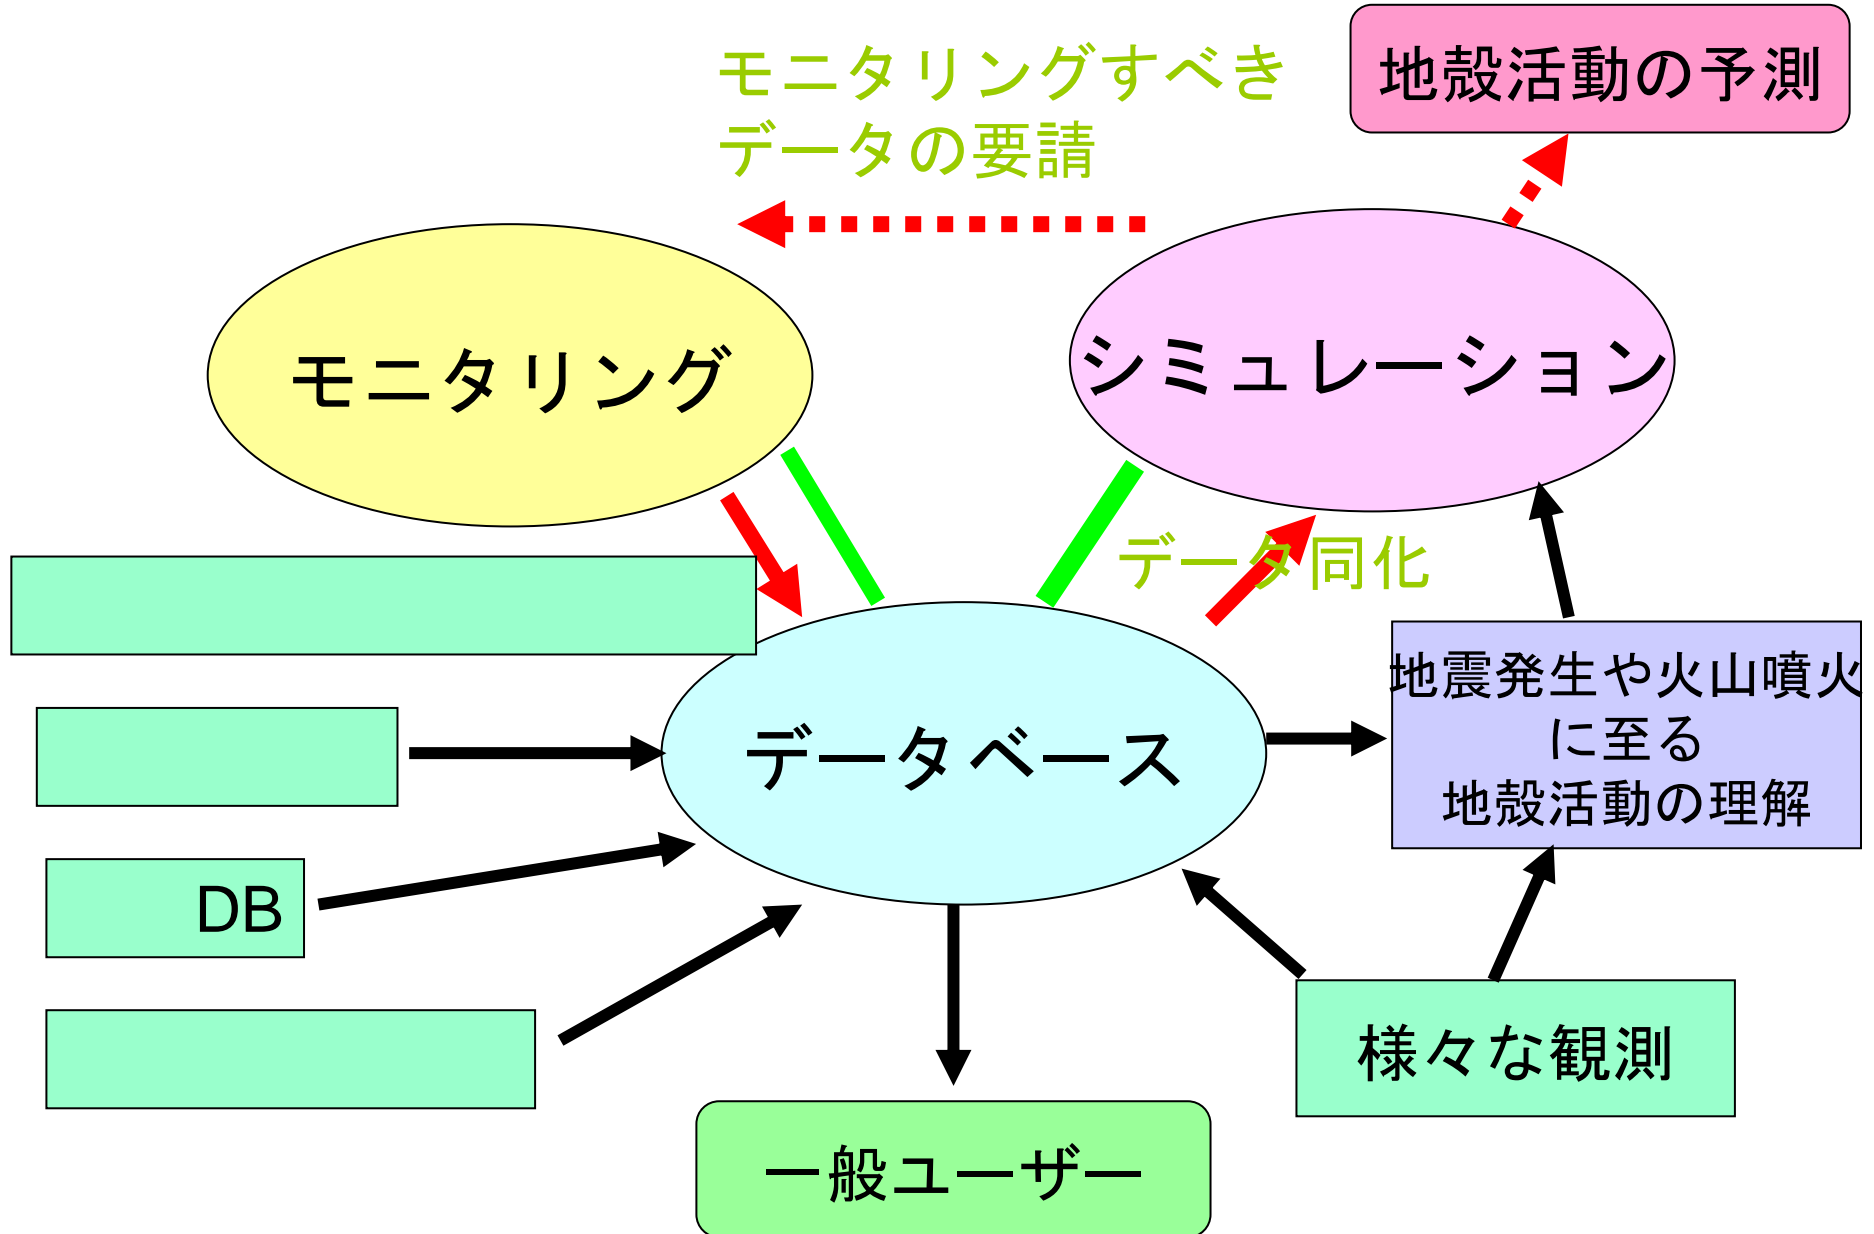 地殻活動の予測
モニタリングすべき
データの要請
モニタリング
シミュレーション
データ同化
データベース
地震発生や火山噴火
に至る
地殻活動の理解
DB
様々な観測
一般ユーザー